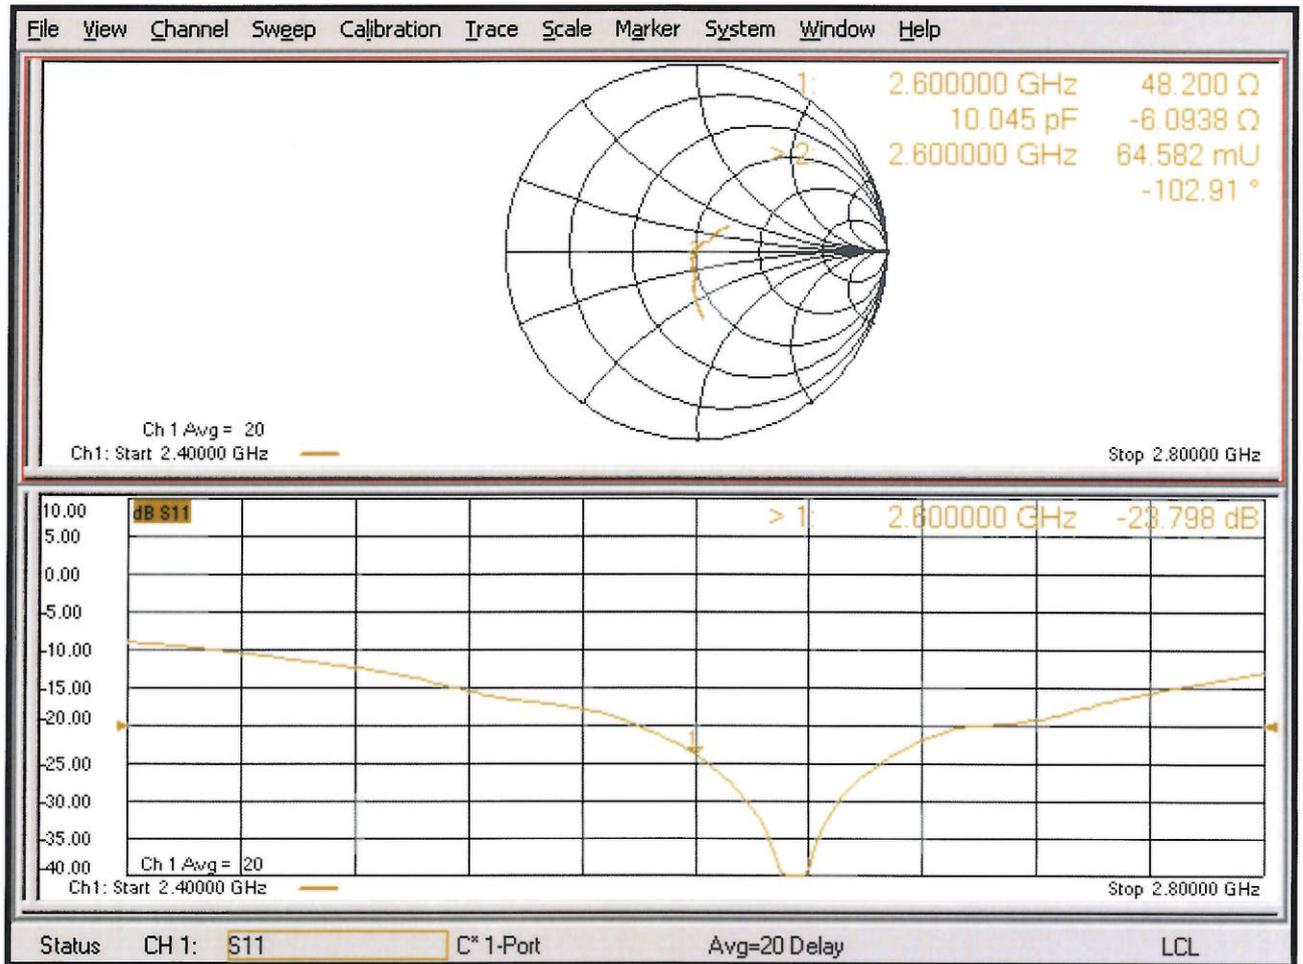 File View Channel Sweep Calibration Trace Scale Marker System Window Help
1: 2.600000 GHz 48.200 Ω
10.045 pF -6.0938 Ω
> 2: 2.600000 GHz 64.582 mU
-102.91 °
Ch 1 Avg = 20
Ch1: Start 2.40000 GHz
Stop 2.80000 GHz
10.00
dB S11
> 1: 2.600000 GHz -23.798 dB
5.00
0.00
-5.00
-10.00
-15.00
-20.00
1
-25.00
-30.00
-35.00
-40.00
Ch 1 Avg = 20
Ch1: Start 2.40000 GHz
Stop 2.80000 GHz
Status CH 1: S11 C* 1-Port Avg=20 Delay LCL